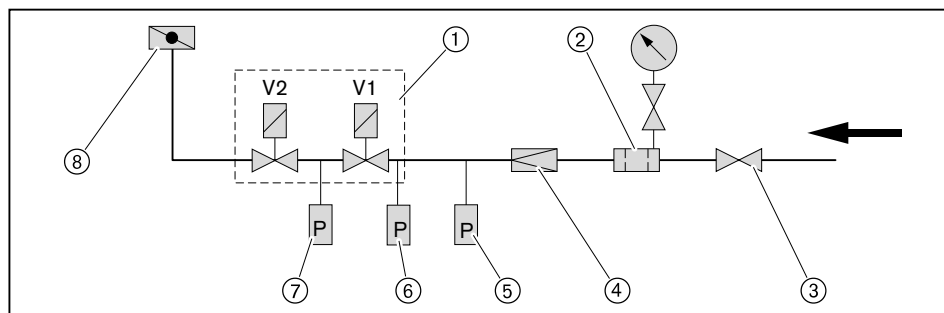 ① ②
V2 V1
⑧
P P P
⑦ ⑥ ⑤ ④ ③